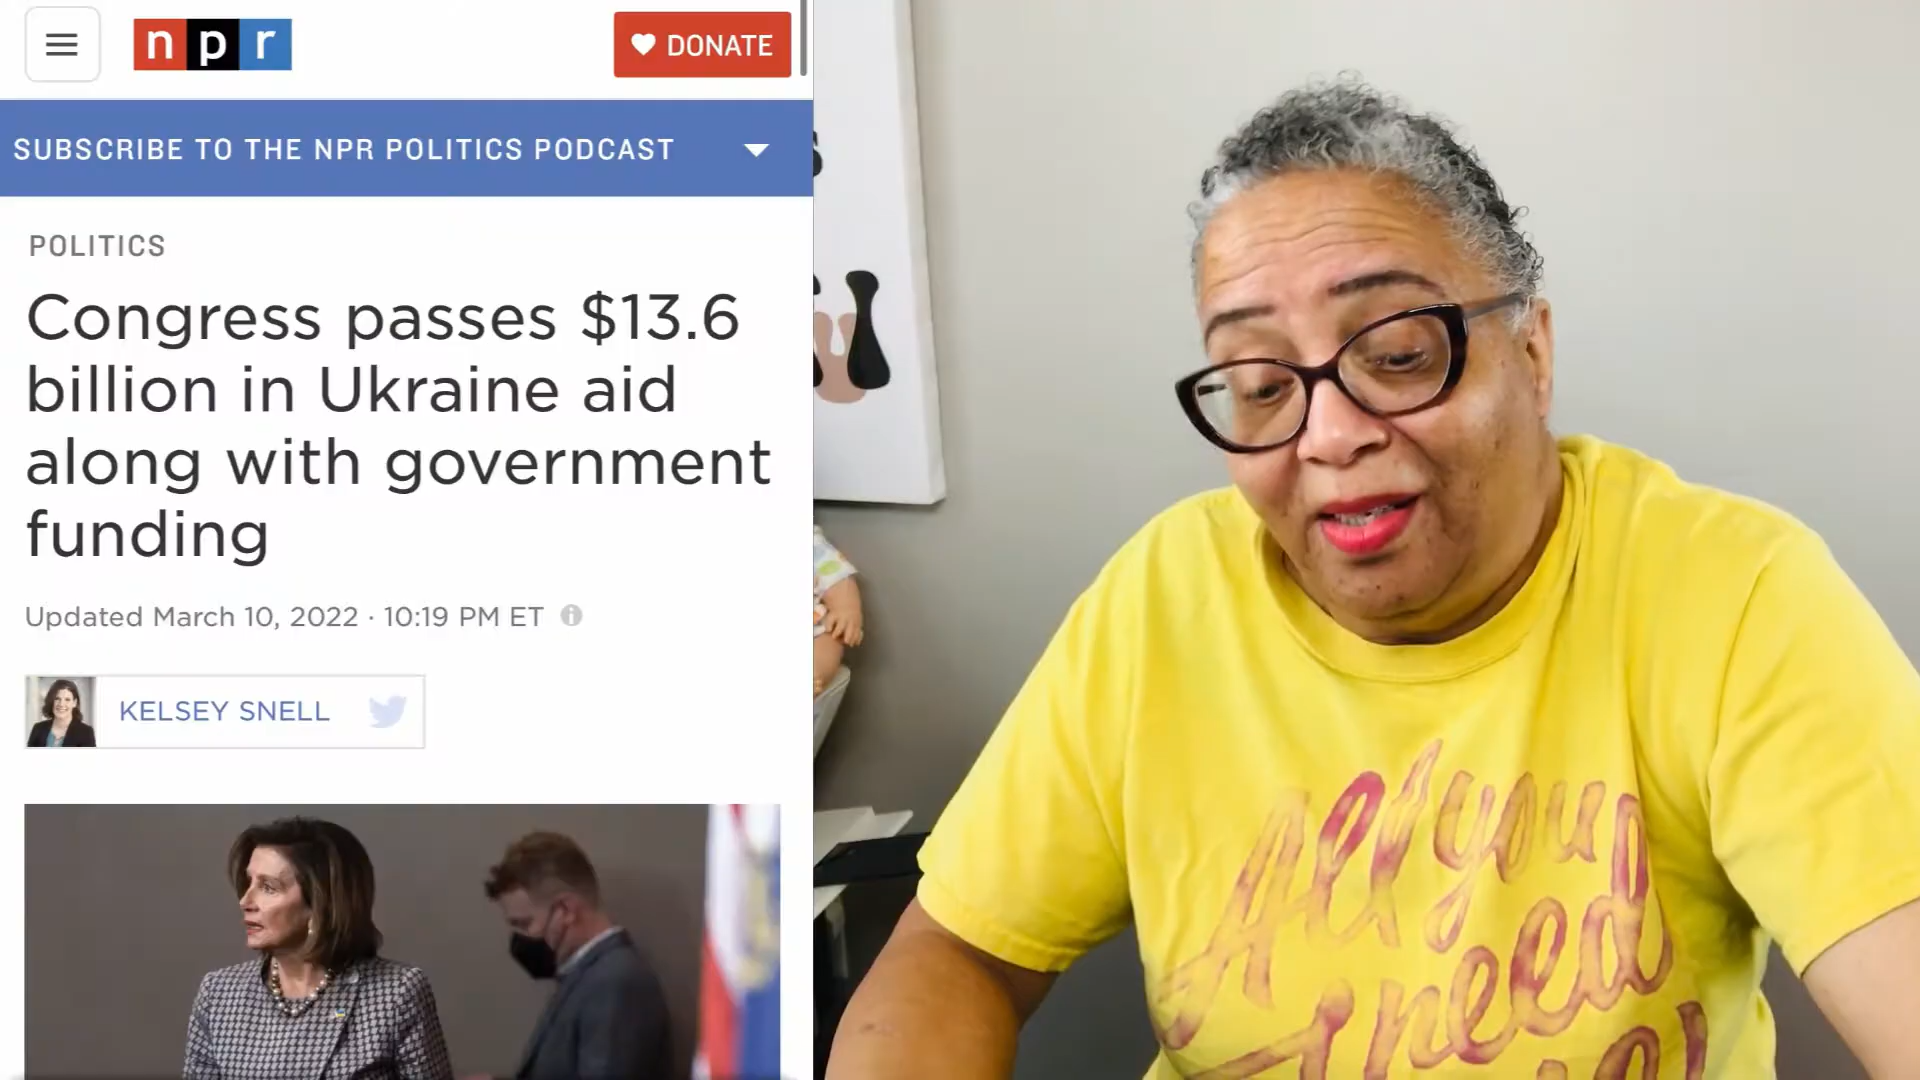 npr
DONATE
SUBSCRIBE TO THE NPR POLITICS PODCAST
POLITICS
Congress passes $13.6
billion in Ukraine aid
along with government
funding
Updated March 10, 2022 · 10:19 PM ET
KELSEY SNELL
All you
need